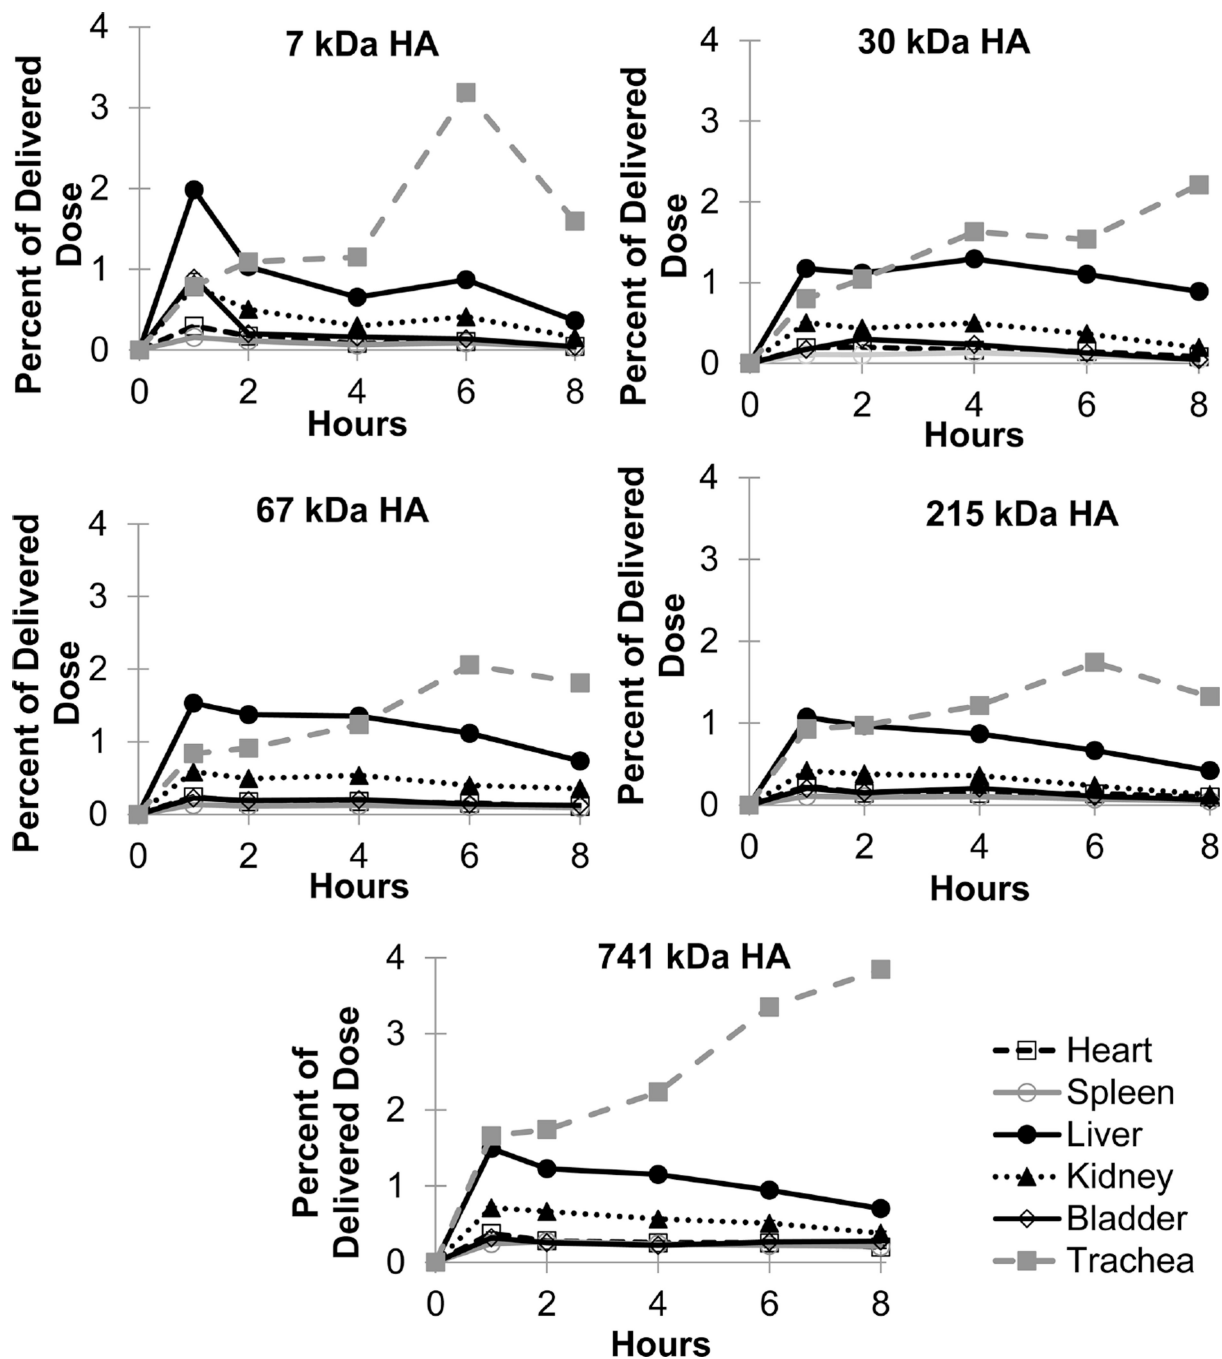 7 kDa HA
Percent of Delivered
Dose
4
3
2
1
0
0 2 4 6 8
Hours
30 kDa HA
Percent of Delivered
Dose
4
3
2
1
0
0 2 4 6 8
Hours
67 kDa HA
Percent of Delivered
Dose
4
3
2
1
0
0 2 4 6 8
Hours
215 kDa HA
Percent of Delivered
Dose
4
3
2
1
0
0 2 4 6 8
Hours
741 kDa HA
Percent of
Delivered Dose
4
3
2
1
0
0 2 4 6 8
Hours
Heart
Spleen
Liver
Kidney
Bladder
Trachea